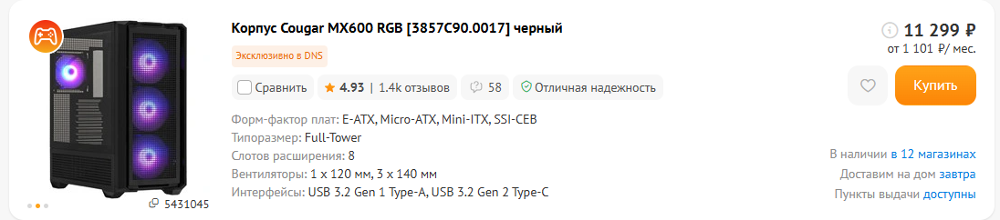 Корпус Cougar MX600 RGB [3857C90.0017] черный
11 299 ₽
от 1 101 ₽/ мес.
Эксклюзивно в DNS
Сравнить
4.93 | 1.4k отзывов
58
Отличная надежность
Купить
Форм-фактор плат: E-ATX, Micro-ATX, Mini-ITX, SSI-CEB
Типоразмер: Full-Tower
Слотов расширения: 8
Вентиляторы: 1 x 120 мм, 3 x 140 мм
Интерфейсы: USB 3.2 Gen 1 Type-A, USB 3.2 Gen 2 Type-C
В наличии в 12 магазинах
Доставим на дом завтра
Пункты выдачи доступны
5431045